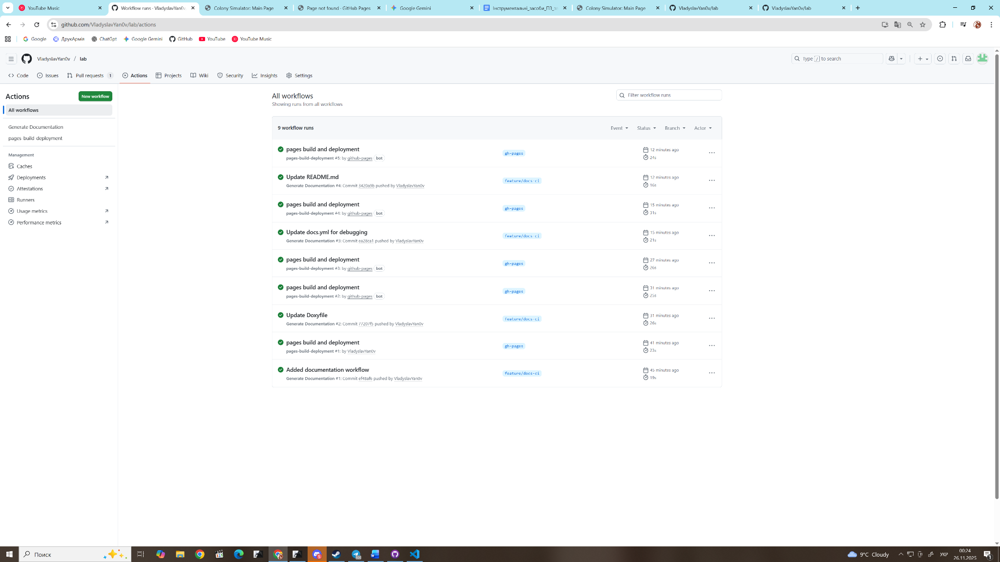 YouTube Music
Workflow runs · VladyslavYan0v
Colony Simulator: Main Page
Page not found · GitHub Pages
Google Gemini
Інструментальні_засоби_ПЗ_за
Colony Simulator: Main Page
VladyslavYan0v/lab
VladyslavYan0v/lab
github.com/VladyslavYan0v/lab/actions
Google
ДрукАрмія
ChatGpt
Google Gemini
GitHub
YouTube
YouTube Music
VladyslavYan0v / lab
Type / to search
Code
Issues
Pull requests 1
Actions
Projects
Wiki
Security
Insights
Settings
Actions
New workflow
All workflows
Generate Documentation
pages-build-deployment
Management
Caches
Deployments
Attestations
Runners
Usage metrics
Performance metrics
All workflows
Showing runs from all workflows
Filter workflow runs
9 workflow runs
Event
Status
Branch
Actor
pages build and deployment
pages-build-deployment #5: by github-pages bot
gh-pages
12 minutes ago
24s
Update README.md
Generate Documentation #4: Commit 3420a9b pushed by VladyslavYan0v
feature/docs-ci
12 minutes ago
16s
pages build and deployment
pages-build-deployment #4: by github-pages bot
gh-pages
15 minutes ago
31s
Update docs.yml for debugging
Generate Documentation #3: Commit ea28ca1 pushed by VladyslavYan0v
feature/docs-ci
15 minutes ago
21s
pages build and deployment
pages-build-deployment #3: by github-pages bot
gh-pages
27 minutes ago
26s
pages build and deployment
pages-build-deployment #2: by github-pages bot
gh-pages
31 minutes ago
25s
Update Doxyfile
Generate Documentation #2: Commit 77207f5 pushed by VladyslavYan0v
feature/docs-ci
31 minutes ago
26s
pages build and deployment
pages-build-deployment #1: by VladyslavYan0v
gh-pages
41 minutes ago
23s
Added documentation workflow
Generate Documentation #1: Commit ef48af6 pushed by VladyslavYan0v
feature/docs-ci
45 minutes ago
19s
Поиск
5
926
9°C Cloudy
УКР
00:24
26.11.2025
1